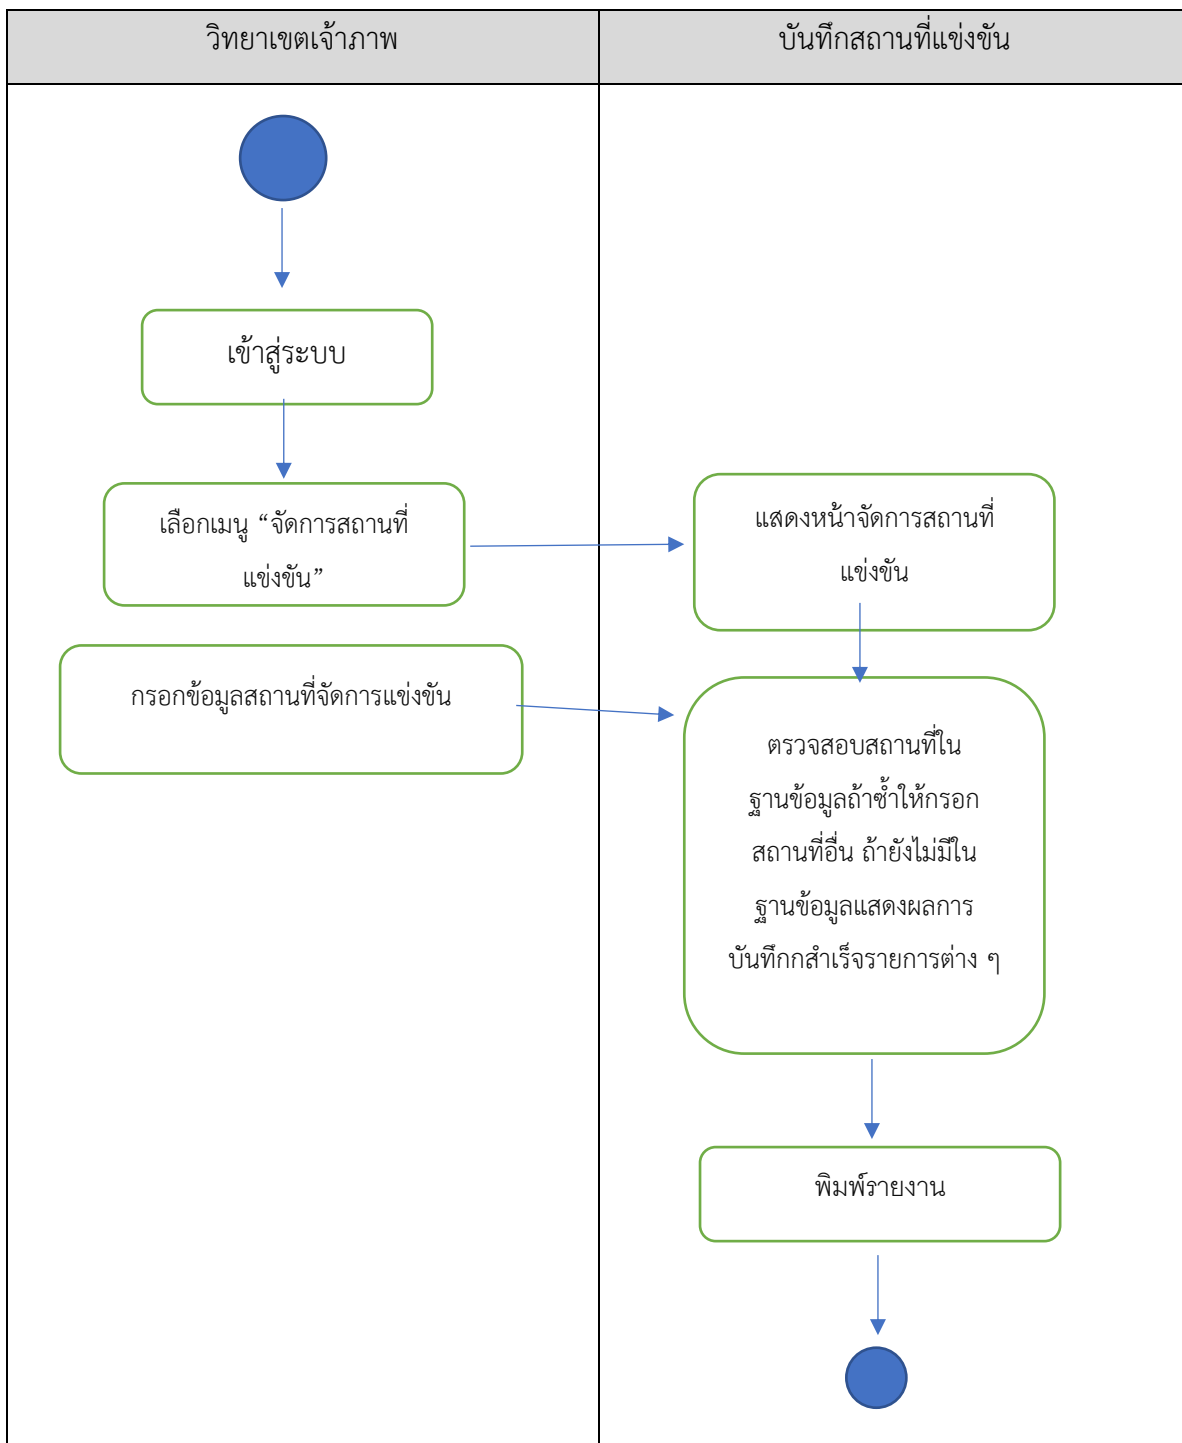 วิทยาเขตเจ้าภาพ
บันทึกสถานที่แข่งขัน
เข้าสู่ระบบ
เลือกเมนู “จัดการสถานที่
แข่งขัน”
แสดงหน้าจัดการสถานที่
แข่งขัน
กรอกข้อมูลสถานที่จัดการแข่งขัน
ตรวจสอบสถานที่ใน
ฐานข้อมูลถ้าซ้ำให้กรอก
สถานที่อื่น ถ้ายังไม่มีใน
ฐานข้อมูลแสดงผลการ
บันทึกกสำเร็จรายการต่าง ๆ
พิมพ์รายงาน